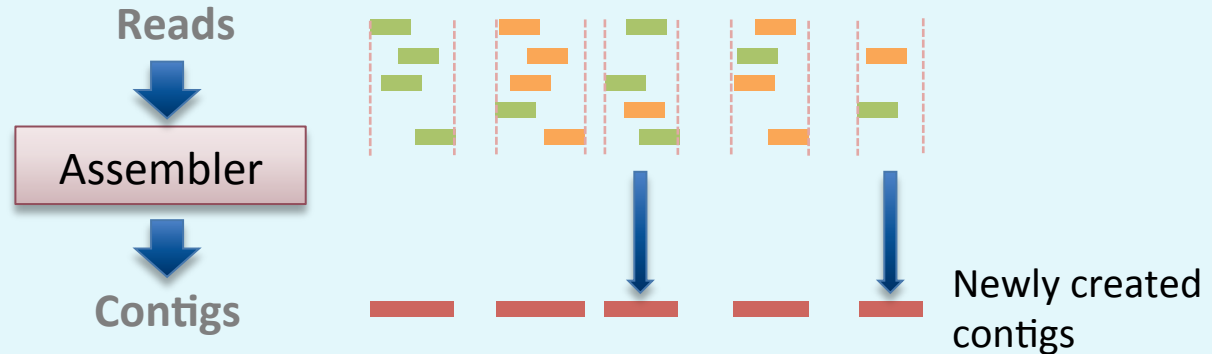 Reads
Assembler
Contigs
Newly created
contigs